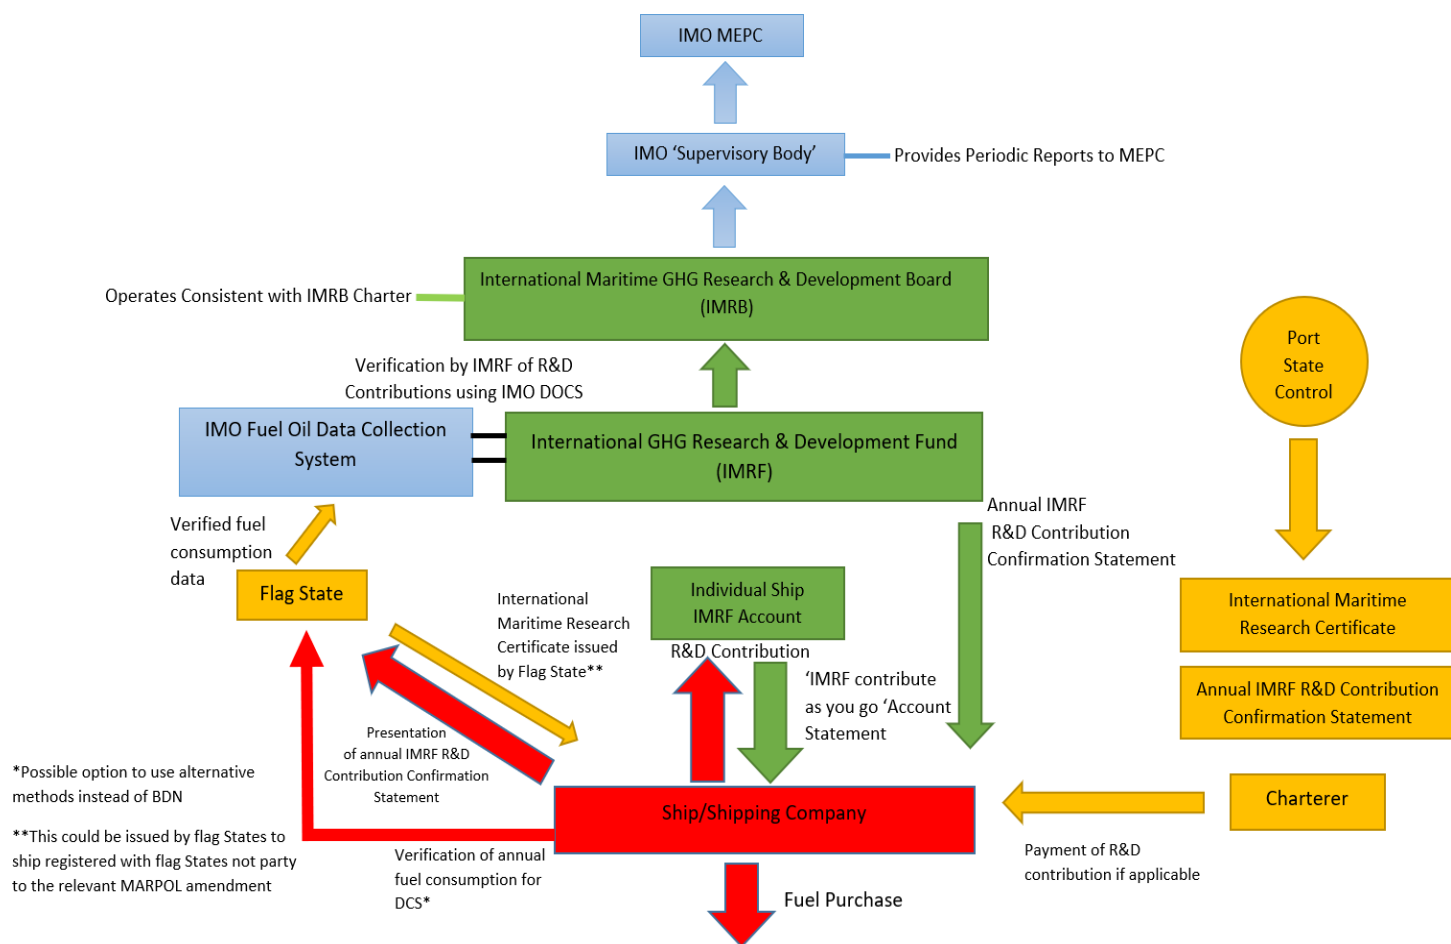 IMO MEPC
IMO ‘Supervisory Body’
Provides Periodic Reports to MEPC
International Maritime GHG Research & Development Board
(IMRB)
Operates Consistent with IMRB Charter
Port
State
Control
Verification by IMRF of R&D
Contributions using IMO DOCS
IMO Fuel Oil Data Collection
System
International GHG Research & Development Fund
(IMRF)
Annual IMRF
R&D Contribution
Confirmation Statement
Verified fuel
consumption
data
Flag State
International
Maritime Research
Certificate issued
by Flag State**
Individual Ship
IMRF Account
R&D Contribution
‘IMRF contribute
as you go ‘Account
Statement
International Maritime
Research Certificate
Annual IMRF R&D Contribution
Confirmation Statement
Presentation
of annual IMRF R&D
Contribution Confirmation
Statement
*Possible option to use alternative
methods instead of BDN
**This could be issued by flag States to
ship registered with flag States not party
to the relevant MARPOL amendment
Ship/Shipping Company
Charterer
Verification of annual
fuel consumption for
DCS*
Payment of R&D
contribution if applicable
Fuel Purchase